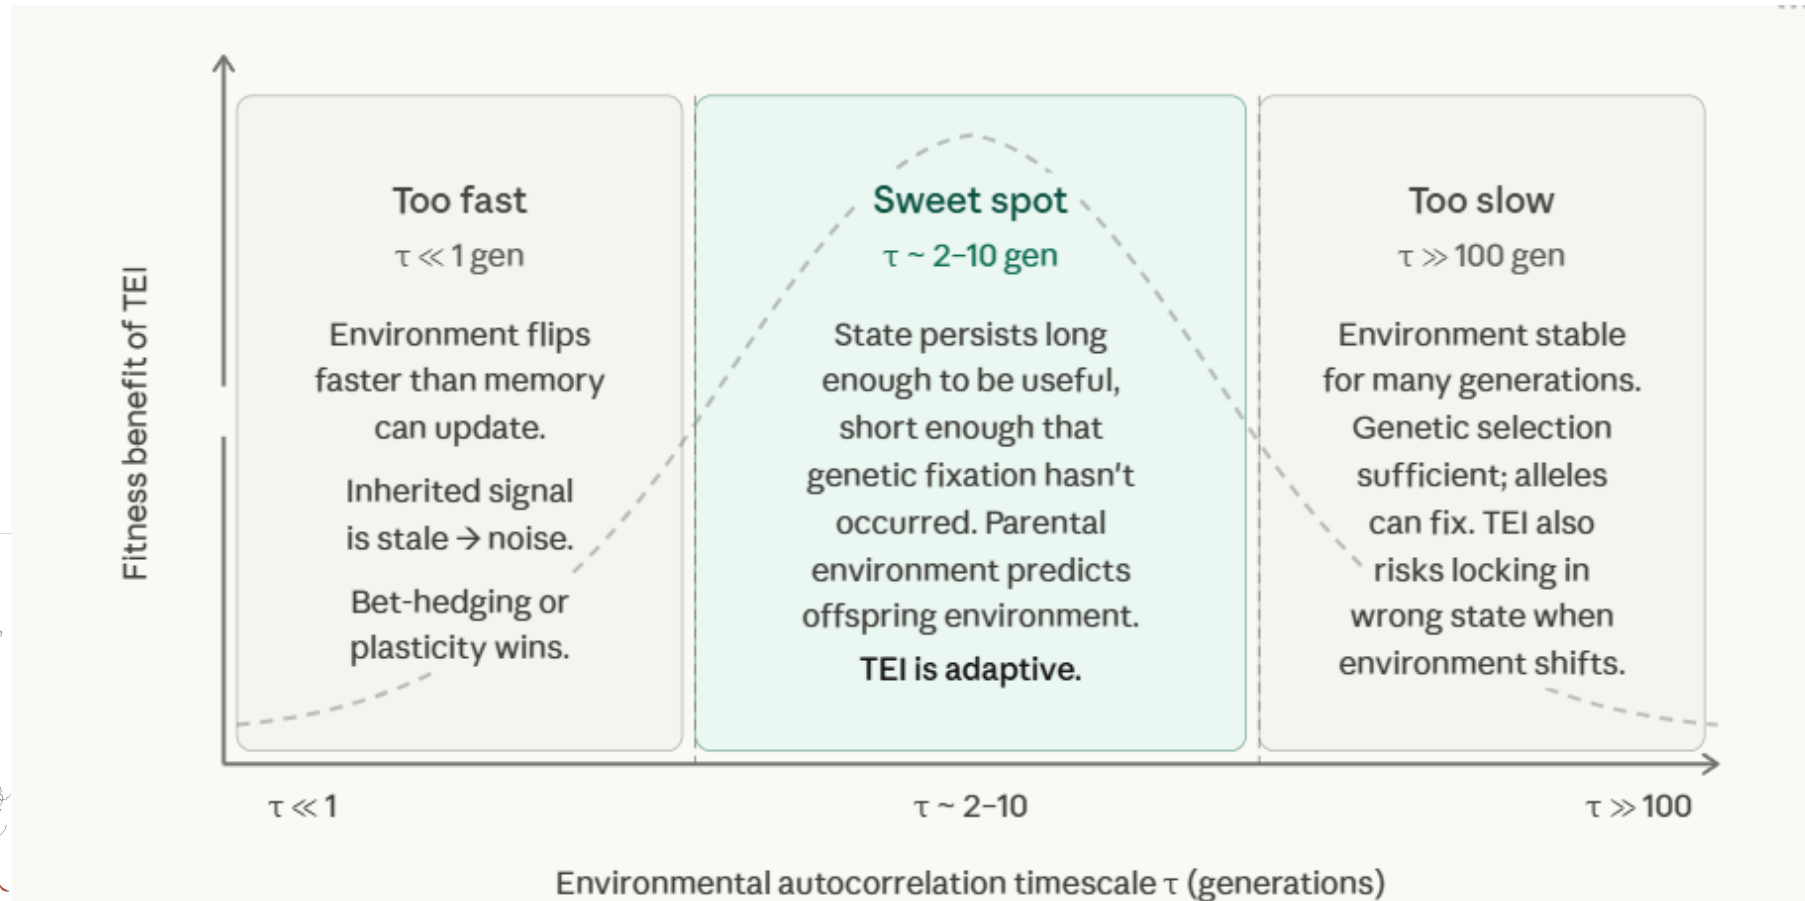 Fitness benefit of TEI
Too fast
τ ≪ 1 gen
Environment flips
faster than memory
can update.
Inherited signal
is stale → noise.
Bet-hedging or
plasticity wins.
Sweet spot
τ ~ 2–10 gen
State persists long
enough to be useful,
short enough that
genetic fixation hasn't
occurred. Parental
environment predicts
offspring environment.
TEI is adaptive.
Too slow
τ ≫ 100 gen
Environment stable
for many generations.
Genetic selection
sufficient; alleles
can fix. TEI also
risks locking in
wrong state when
environment shifts.
τ ≪ 1
τ ~ 2–10
τ ≫ 100
Environmental autocorrelation timescale τ (generations)